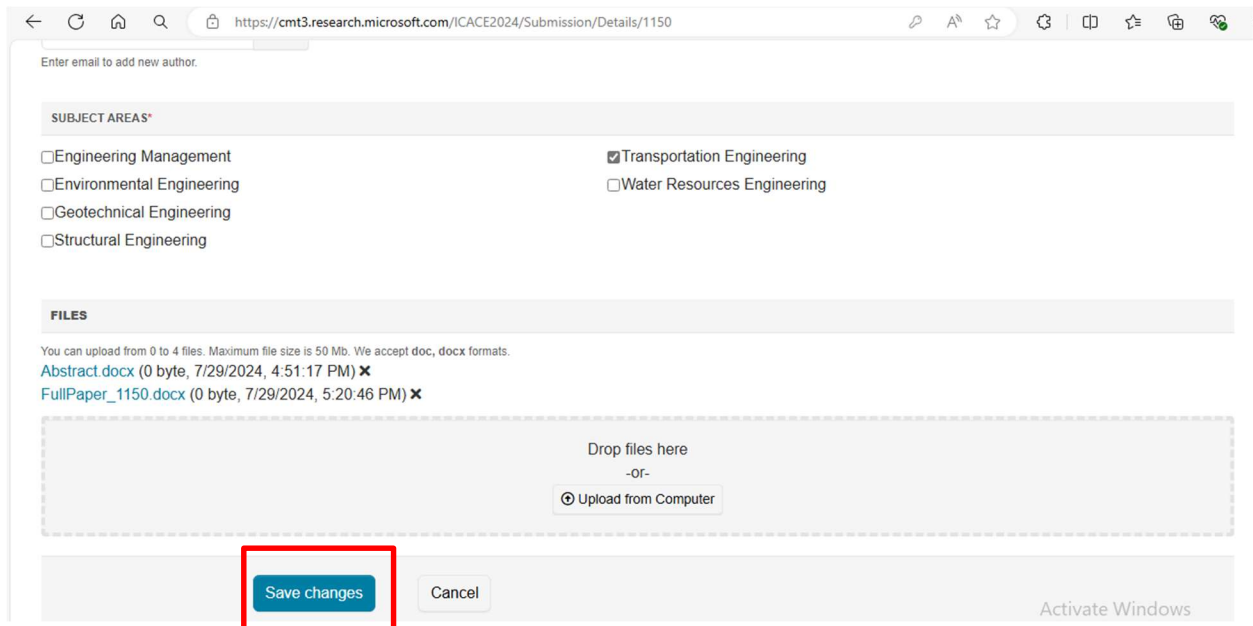 https://cmt3.research.microsoft.com/ICACE2024/Submission/Details/1150
Enter email to add new author.
SUBJECT AREAS*
Engineering Management
Transportation Engineering
Environmental Engineering
Water Resources Engineering
Geotechnical Engineering
Structural Engineering
FILES
You can upload from 0 to 4 files. Maximum file size is 50 Mb. We accept doc, docx formats.
Abstract.docx (0 byte, 7/29/2024, 4:51:17 PM) ✖
FullPaper_1150.docx (0 byte, 7/29/2024, 5:20:46 PM) ✖
Drop files here
-or-
Upload from Computer
Save changes
Cancel
Activate Windows